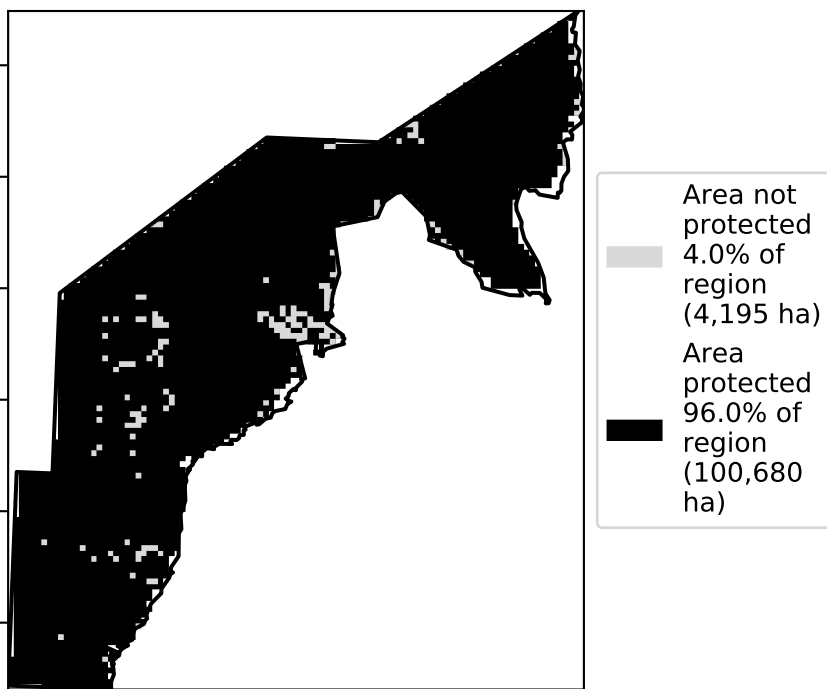 Area not
protected
4.0% of
region
(4,195 ha)
Area
protected
96.0% of
region
(100,680
ha)